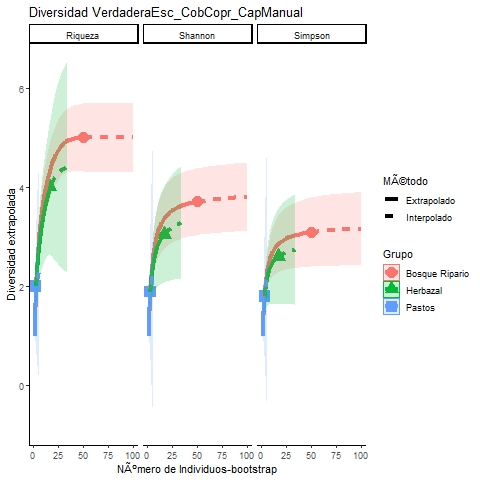 Diversidad VerdaderaEsc_CobCopr_CapManual
Riqueza Shannon Simpson
Diversidad extrapolada
6
4
2
0
0 25 50 75 100 0 25 50 75 100 0 25 50 75 100
NÃºmero de Individuos-bootstrap
MÃ©todo
Extrapolado
Interpolado
Grupo
Bosque Ripario
Herbazal
Pastos